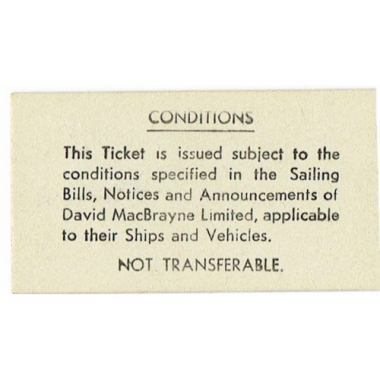 CONDITIONS
This Ticket is issued subject to the
conditions specified in the Sailing
Bills, Notices and Announcements of
David MacBrayne Limited, applicable
to their Ships and Vehicles.
NOT TRANSFERABLE.